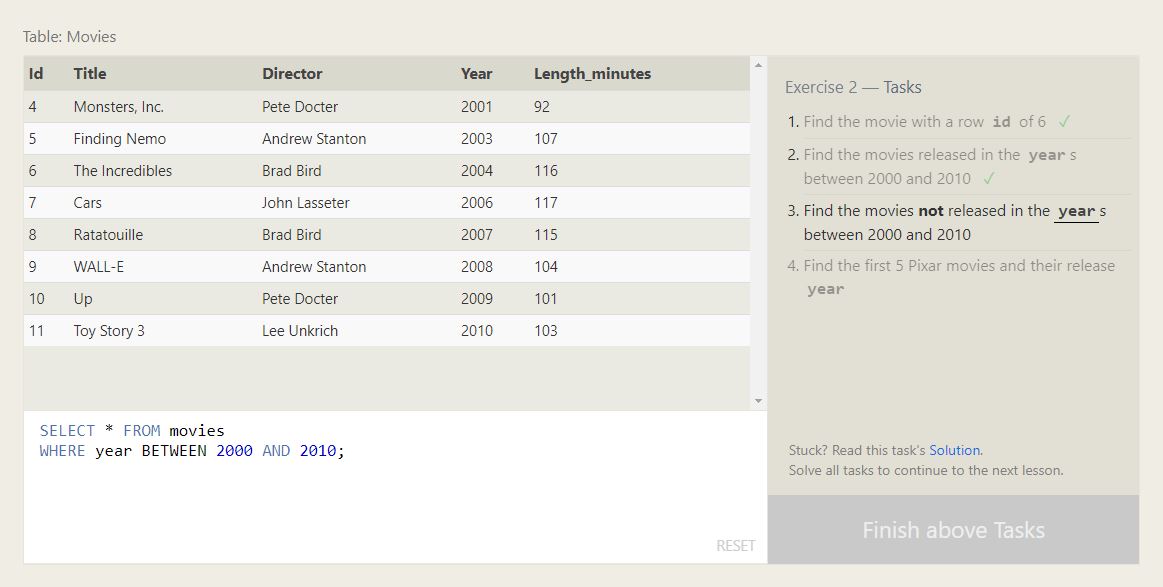 Table: Movies
Id Title Director Year Length_minutes
4 Monsters, Inc. Pete Docter 2001 92
5 Finding Nemo Andrew Stanton 2003 107
6 The Incredibles Brad Bird 2004 116
7 Cars John Lasseter 2006 117
8 Ratatouille Brad Bird 2007 115
9 WALL-E Andrew Stanton 2008 104
10 Up Pete Docter 2009 101
11 Toy Story 3 Lee Unkrich 2010 103
SELECT * FROM movies
WHERE year BETWEEN 2000 AND 2010;
RESET
Exercise 2 — Tasks
1. Find the movie with a row id of 6 ✓
2. Find the movies released in the year s
between 2000 and 2010 ✓
3. Find the movies not released in the year s
between 2000 and 2010
4. Find the first 5 Pixar movies and their release
year
Stuck? Read this task's Solution.
Solve all tasks to continue to the next lesson.
Finish above Tasks